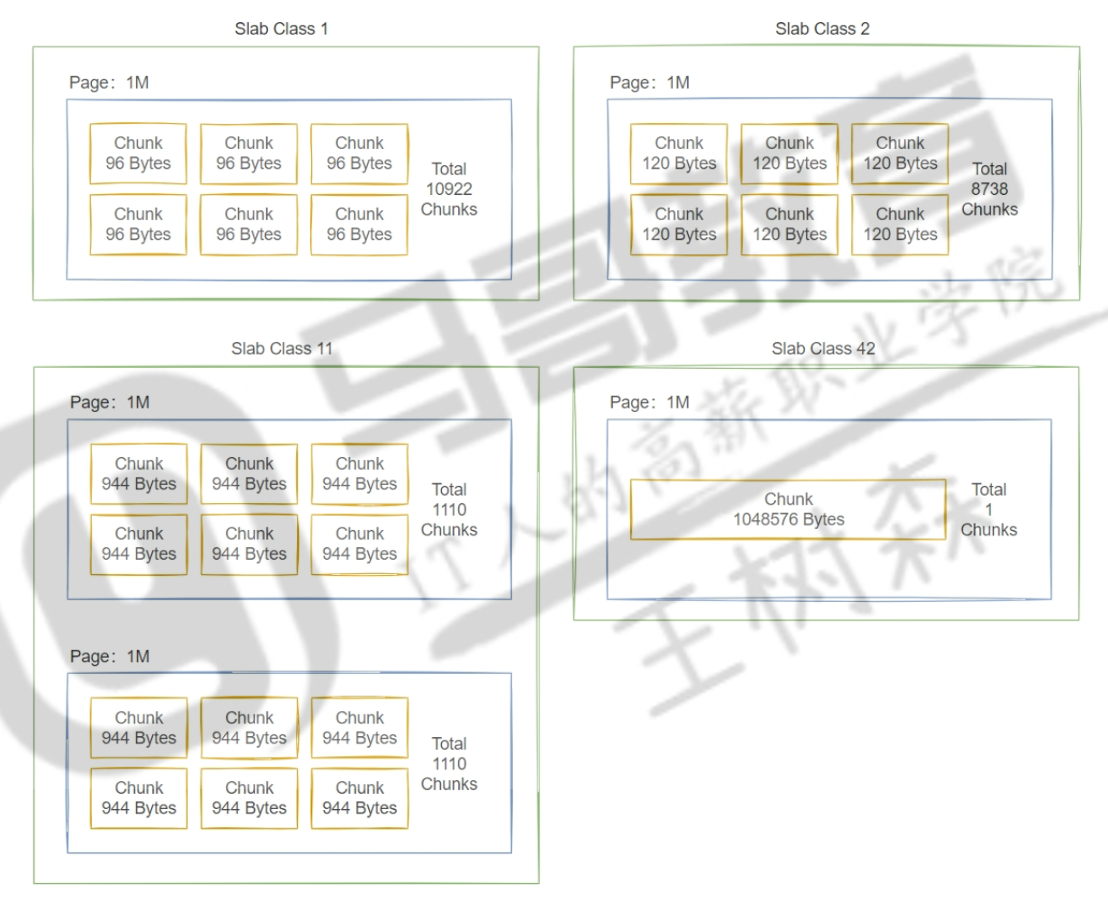 Slab Class 1
Page：1M
Chunk
96 Bytes
Chunk
96 Bytes
Chunk
96 Bytes
Chunk
96 Bytes
Chunk
96 Bytes
Chunk
96 Bytes
Total
10922
Chunks
Slab Class 2
Page：1M
Chunk
120 Bytes
Chunk
120 Bytes
Chunk
120 Bytes
Chunk
120 Bytes
Chunk
120 Bytes
Chunk
120 Bytes
Total
8738
Chunks
Slab Class 11
Page：1M
Chunk
944 Bytes
Chunk
944 Bytes
Chunk
944 Bytes
Chunk
944 Bytes
Chunk
944 Bytes
Chunk
944 Bytes
Total
1110
Chunks
Page：1M
Chunk
944 Bytes
Chunk
944 Bytes
Chunk
944 Bytes
Chunk
944 Bytes
Chunk
944 Bytes
Chunk
944 Bytes
Total
1110
Chunks
Slab Class 42
Page：1M
Chunk
1048576 Bytes
Total
1
Chunks
马哥教育
IT人的高薪职业学院
王树森